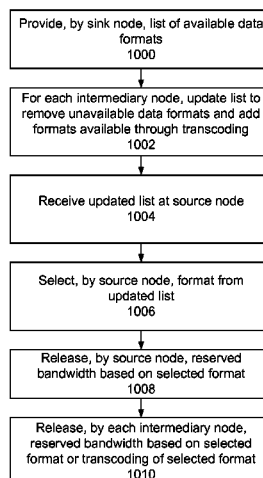 Provide, by sink node, list of available data
formats
1000
For each intermediary node, update list to
remove unavailable data formats and add
formats available through transcoding
1002
Receive updated list at source node
1004
Select, by source node, format from
updated list
1006
Release, by source node, reserved
bandwidth based on selected format
1008
Release, by each intermediary node,
reserved bandwidth based on selected
format or transcoding of selected format
1010